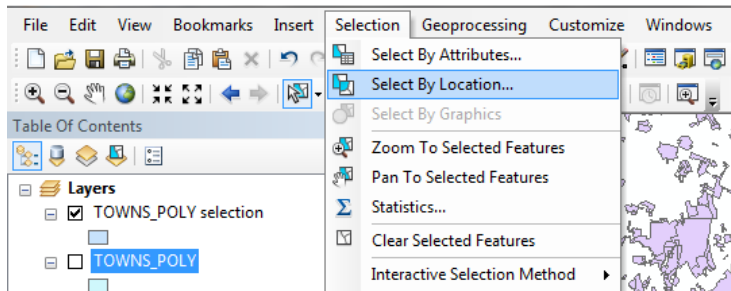 File Edit View Bookmarks Insert Selection Geoprocessing Customize Windows
Select By Attributes...
Select By Location...
Select By Graphics
Zoom To Selected Features
Pan To Selected Features
Statistics...
Clear Selected Features
Interactive Selection Method
Table Of Contents
Layers
TOWNS_POLY selection
TOWNS_POLY